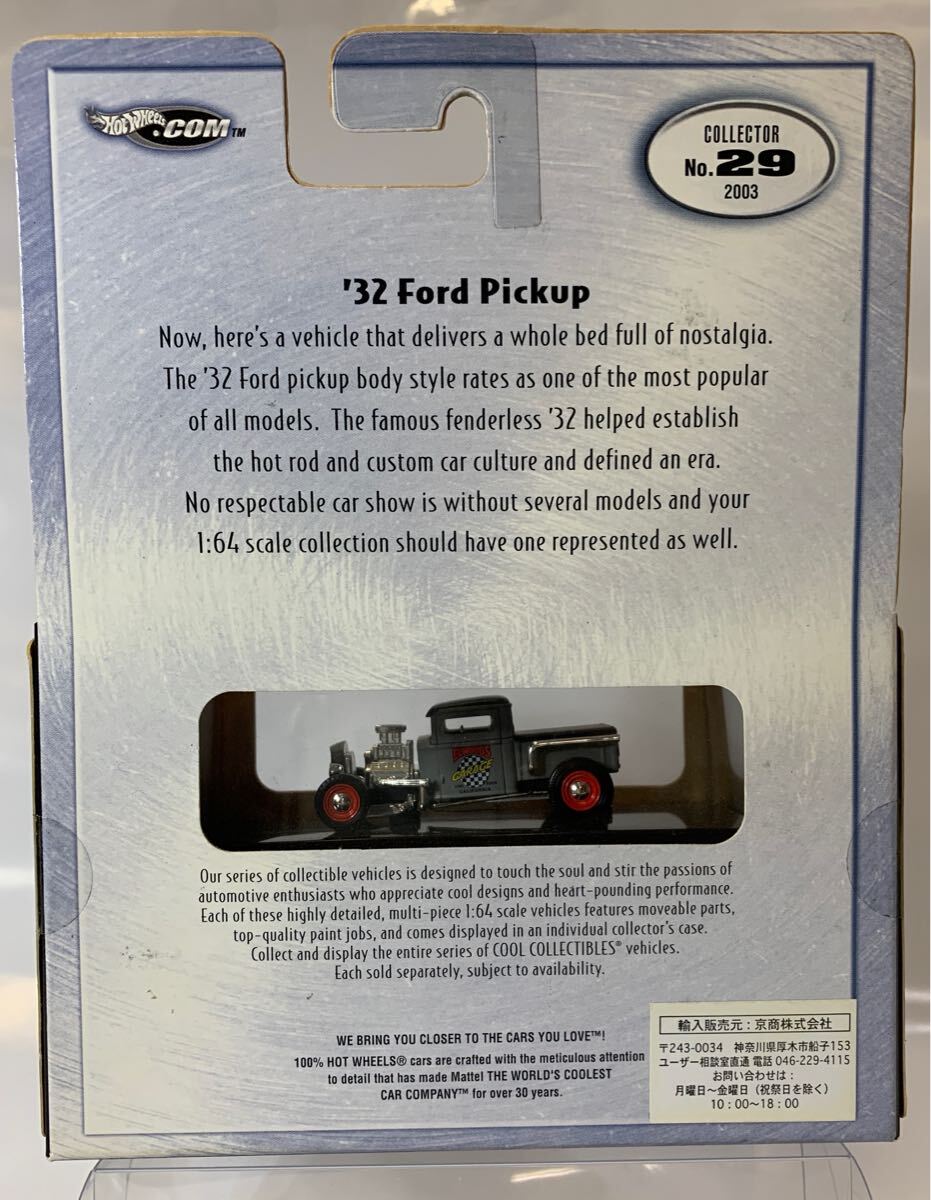 Hot Wheels.COM™
COLLECTOR
No.29
2003
'32 Ford Pickup
Now, here's a vehicle that delivers a whole bed full of nostalgia.
The '32 Ford pickup body style rates as one of the most popular
of all models. The famous fenderless '32 helped establish
the hot rod and custom car culture and defined an era.
No respectable car show is without several models and your
1:64 scale collection should have one represented as well.
GARAGE
CALIFORNIA
Our series of collectible vehicles is designed to touch the soul and stir the passions of
automotive enthusiasts who appreciate cool designs and heart-pounding performance.
Each of these highly detailed, multi-piece 1:64 scale vehicles features moveable parts,
top-quality paint jobs, and comes displayed in an individual collector's case.
Collect and display the entire series of COOL COLLECTIBLES® vehicles.
Each sold separately, subject to availability.
WE BRING YOU CLOSER TO THE CARS YOU LOVE™!
100% HOT WHEELS® cars are crafted with the meticulous attention
to detail that has made Mattel THE WORLD'S COOLEST
CAR COMPANY™ for over 30 years.
輸入販売元：京商株式会社
〒243-0034 神奈川県厚木市船子153
ユーザー相談室直通 電話 046-229-4115
お問い合わせは：
月曜日～金曜日（祝祭日を除く）
10：00～18：00